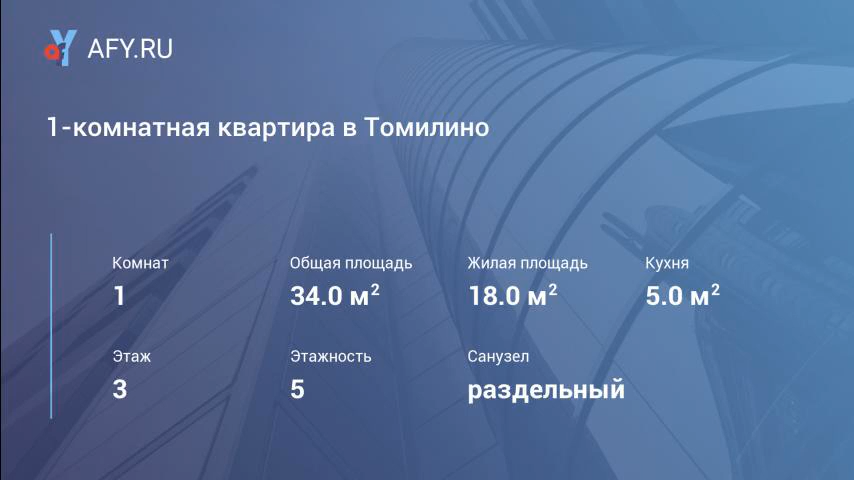 AFY.RU
1-комнатная квартира в Томилино
Комнат Общая площадь Жилая площадь Кухня
1 34.0 м² 18.0 м² 5.0 м²
Этаж Этажность Санузел
3 5 раздельный